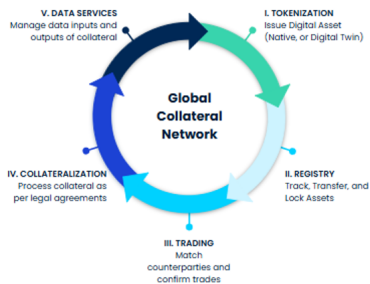 V. DATA SERVICES
Manage data inputs and
outputs of collateral
I. TOKENIZATION
Issue Digital Asset
(Native, or Digital Twin)
Global
Collateral
Network
IV. COLLATERALIZATION
Process collateral as
per legal agreements
II. REGISTRY
Track, Transfer, and
Lock Assets
III. TRADING
Match
counterparties and
confirm trades